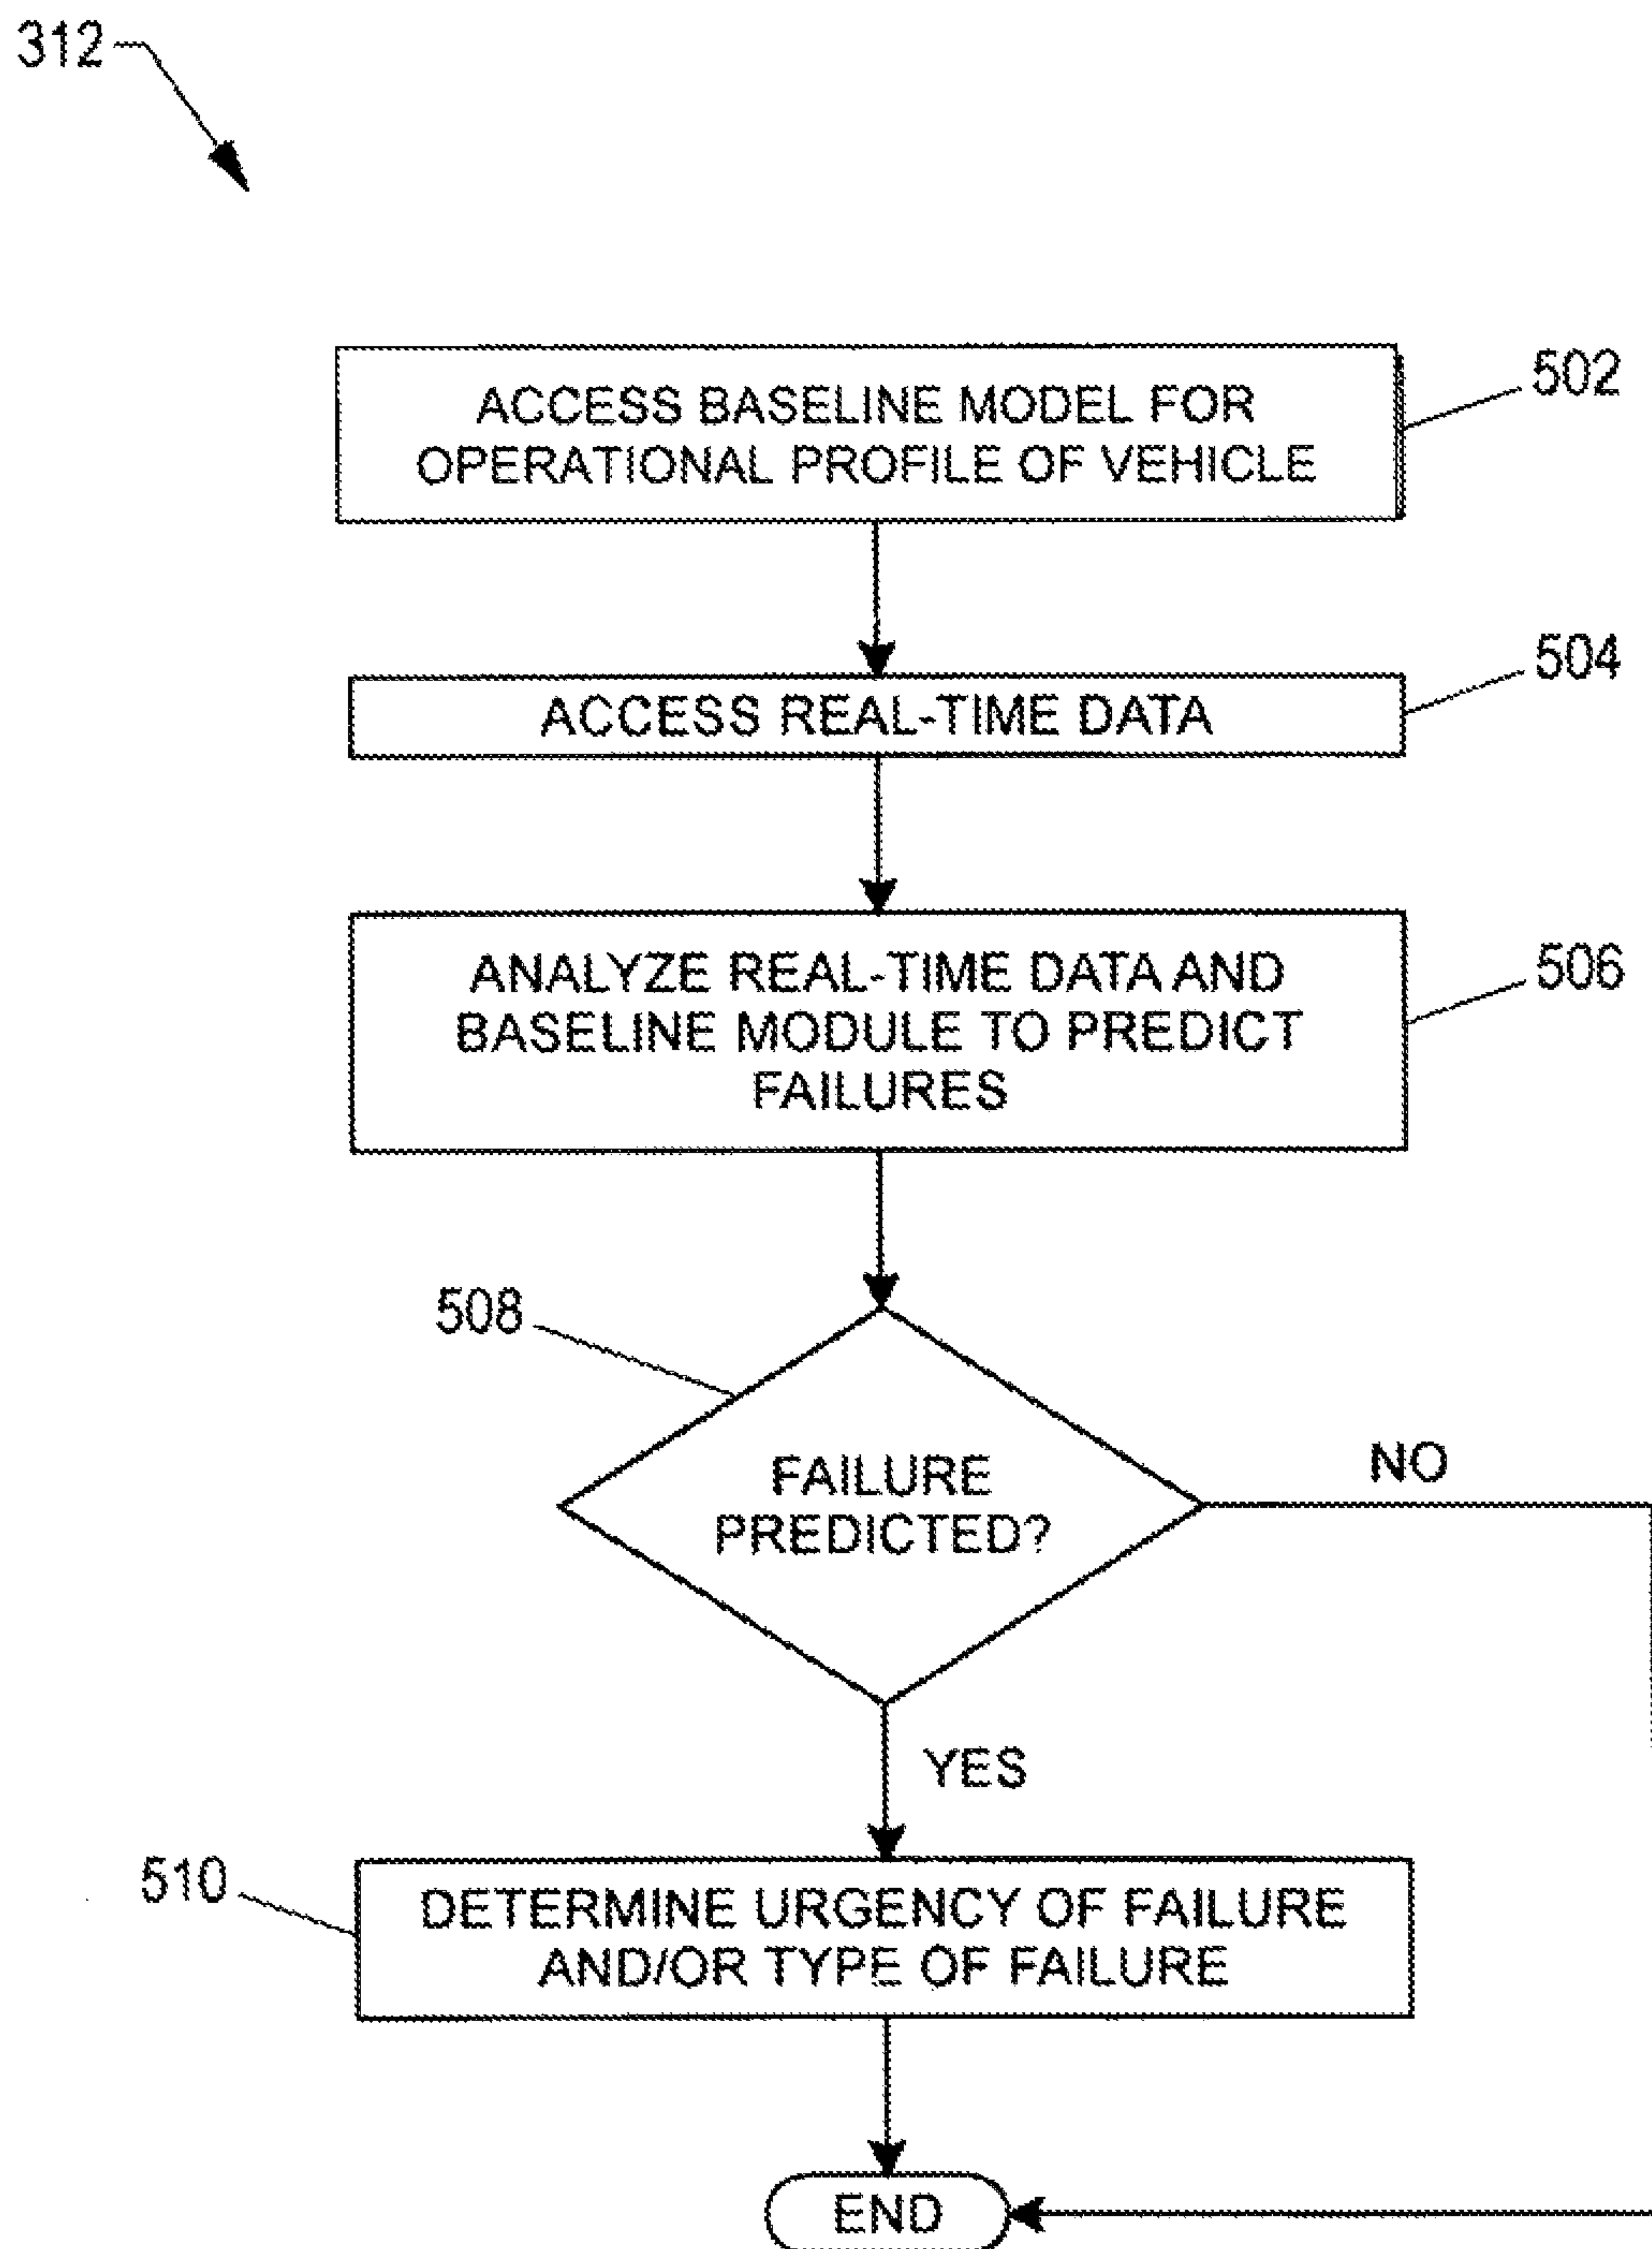 312
ACCESS BASELINE MODEL FOR
OPERATIONAL PROFILE OF VEHICLE
502
ACCESS REAL-TIME DATA
504
ANALYZE REAL-TIME DATA AND
BASELINE MODULE TO PREDICT
FAILURES
506
508
FAILURE
PREDICTED?
NO
YES
510
DETERMINE URGENCY OF FAILURE
AND/OR TYPE OF FAILURE
END